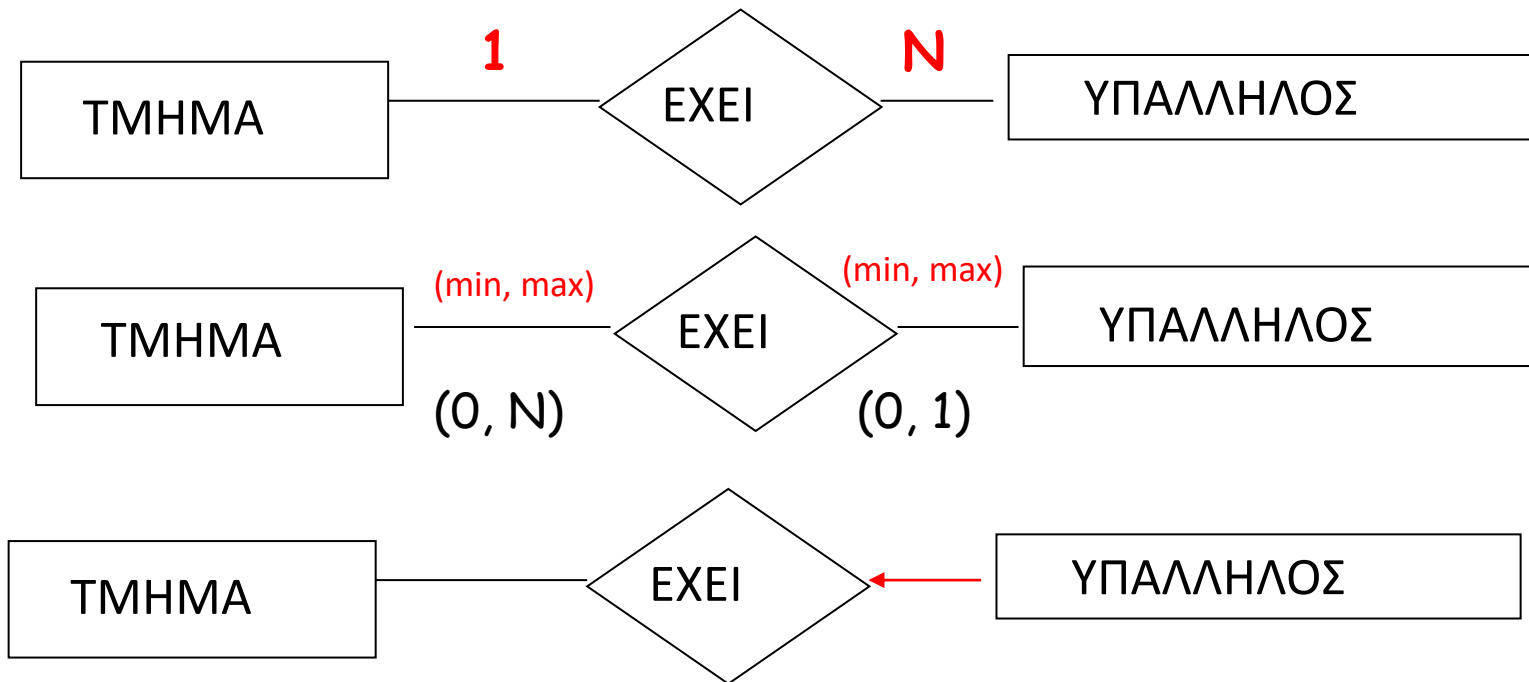 1 N
ΤΜΗΜΑ ΕΧΕΙ ΥΠΑΛΛΗΛΟΣ
(min, max) (min, max)
ΤΜΗΜΑ ΕΧΕΙ ΥΠΑΛΛΗΛΟΣ
(0, N) (0, 1)
ΤΜΗΜΑ ΕΧΕΙ ΥΠΑΛΛΗΛΟΣ